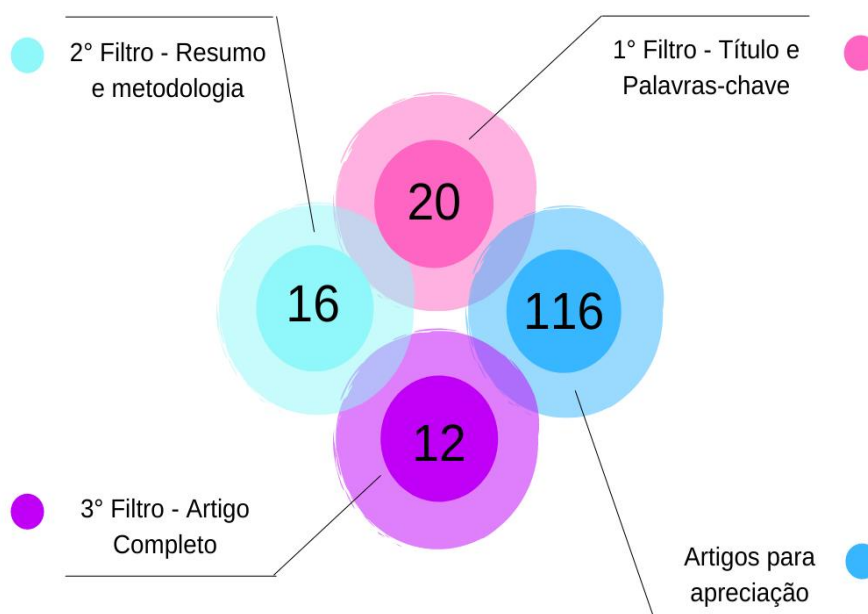 2° Filtro - Resumo
e metodologia
1° Filtro - Título e
Palavras-chave
20
16
116
12
3° Filtro - Artigo
Completo
Artigos para
apreciação